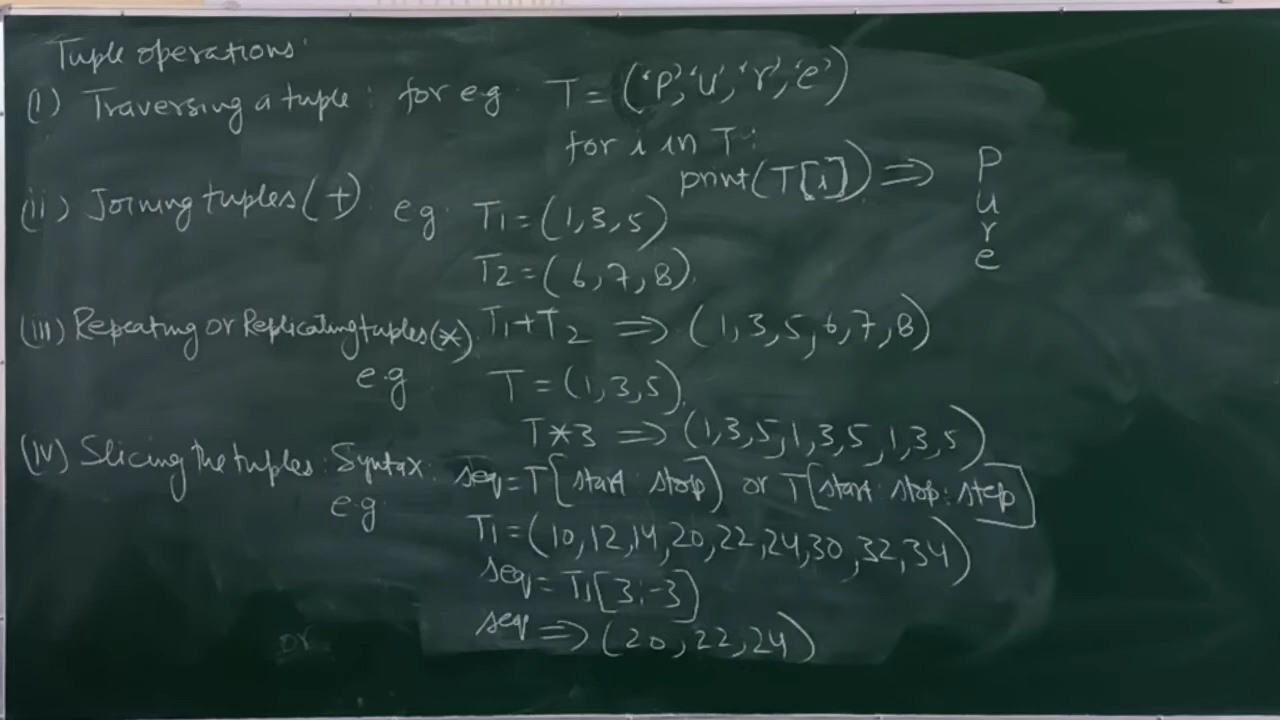 Tuple operations:
(i) Traversing a tuple: for e.g T = ('P','u','r','e')
for i in T:
print(T[i]) ⇒ P
u
r
e
(ii) Joining tuples (+) eg. T1 = (1,3,5)
T2 = (6,7,8).
T1+T2 ⇒ (1,3,5,6,7,8)
(iii) Repeating or Replicating tuples (*).
e.g T = (1,3,5).
T*3 ⇒ (1,3,5,1,3,5,1,3,5)
(iv) Slicing the tuples: Syntax: seq=T[start: stop] or T[start: stop: step]
e.g T1=(10,12,14,20,22,24,30,32,34)
seq= T1[3:-3]
seq ⇒ (20,22,24)
or